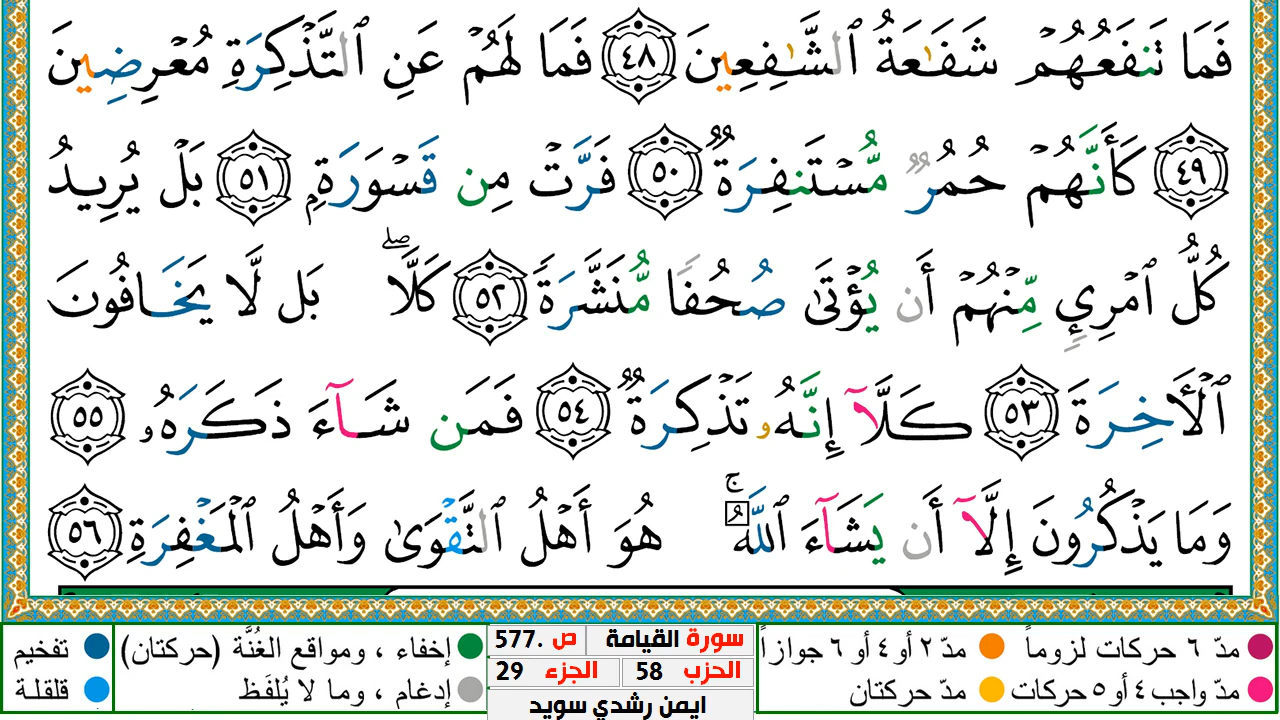 فَمَا تَنفَعُهُمْ شَفَٰعَةُ ٱلشَّٰفِعِينَ ٤٨ فَمَا لَهُمْ عَنِ ٱلتَّذْكِرَةِ مُعْرِضِينَ
٤٩ كَأَنَّهُمْ حُمُرٌ مُّسْتَنفِرَةٌ ٥٠ فَرَّتْ مِن قَسْوَرَةٍ ٥١ بَلْ يُرِيدُ
كُلُّ ٱمْرِئٍ مِّنْهُمْ أَن يُؤْتَىٰ صُحُفًا مُّنَشَّرَةً ٥٢ كَلَّا ۖ بَل لَّا يَخَافُونَ
ٱلْأَخِرَةَ ٥٣ كَلَّآ إِنَّهُۥ تَذْكِرَةٌ ٥٤ فَمَن شَآءَ ذَكَرَهُۥ ٥٥
وَمَا يَذْكُرُونَ إِلَّآ أَن يَشَآءَ ٱللَّهُ ۚ هُوَ أَهْلُ ٱلتَّقْوَىٰ وَأَهْلُ ٱلْمَغْفِرَةِ ٥٦
مدّ ٦ حركات لزوماً مدّ ٢ أو ٤ أو ٦ جوازاً
مدّ واجب ٤ أو ٥ حركات مدّ حركتان
سورة القيامة ص .577
الحزب 58 الجزء 29
ايمن رشدي سويد
إخفاء ، ومواقع الغُنَّة (حركتان) تفخيم
إدغام ، وما لا يُلفَظ قلقلة